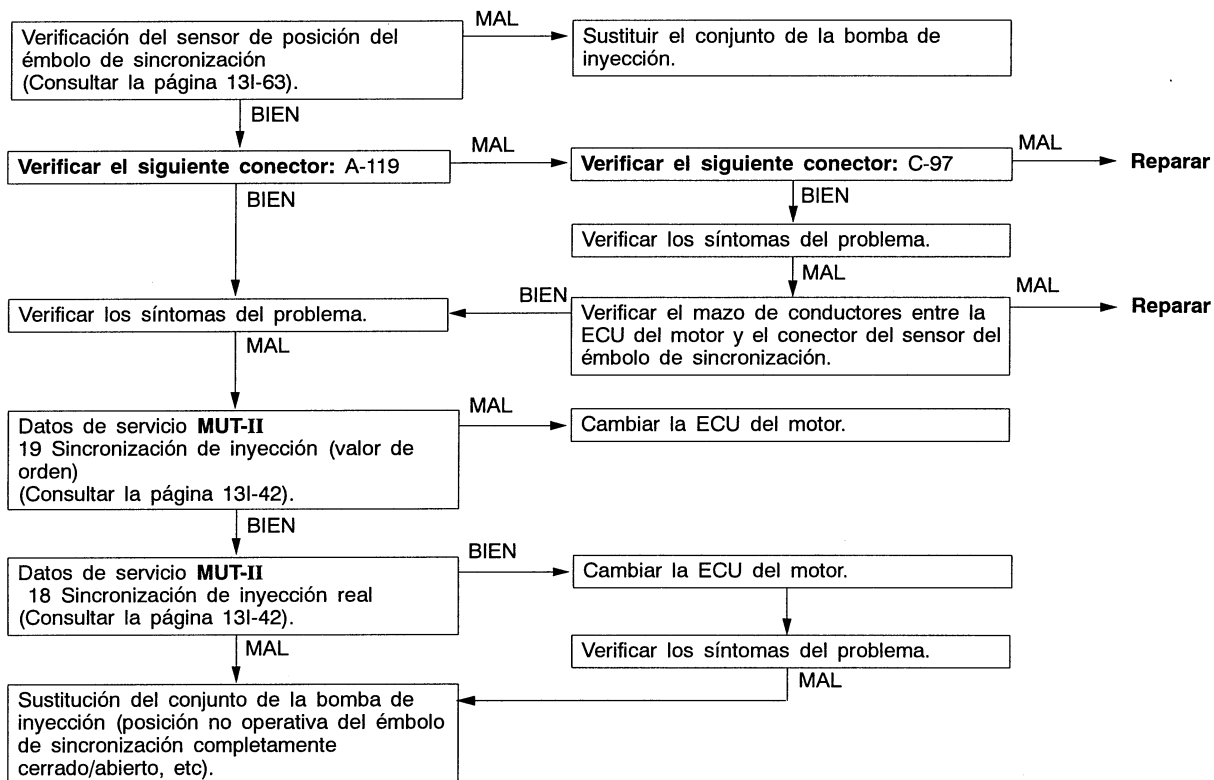 Verificación del sensor de posición del
émbolo de sincronización
(Consultar la página 13I-63).
MAL
Sustituir el conjunto de la bomba de
inyección.
BIEN
Verificar el siguiente conector: A-119
MAL
Verificar el siguiente conector: C-97
MAL
Reparar
BIEN
BIEN
Verificar los síntomas del problema.
MAL
Verificar los síntomas del problema.
BIEN
Verificar el mazo de conductores entre la
ECU del motor y el conector del sensor del
émbolo de sincronización.
MAL
Reparar
MAL
Datos de servicio MUT-II
19 Sincronización de inyección (valor de
orden)
(Consultar la página 13I-42).
MAL
Cambiar la ECU del motor.
BIEN
Datos de servicio MUT-II
18 Sincronización de inyección real
(Consultar la página 13I-42).
BIEN
Cambiar la ECU del motor.
MAL
Verificar los síntomas del problema.
MAL
Sustitución del conjunto de la bomba de
inyección (posición no operativa del émbolo
de sincronización completamente
cerrado/abierto, etc).